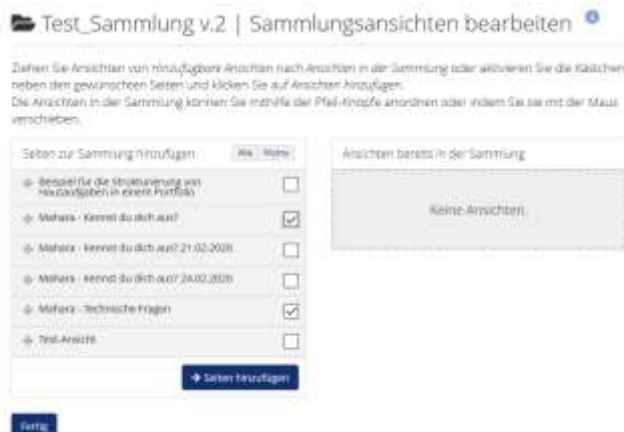 Test_Sammlung v.2 | Sammlungsansichten bearbeiten
Ziehen Sie Ansichten von hinzufügbare Ansichten nach Ansichten in der Sammlung oder aktivieren Sie die Kästchen
neben den gewünschten Seiten und klicken Sie auf Ansichten hinzufügen.
Die Ansichten in der Sammlung können Sie mithilfe der Pfeil-Knöpfe anordnen oder indem Sie sie mit der Maus
verschieben.
Seiten zur Sammlung hinzufügen
Alle
Ansichten bereits in der Sammlung
Keine Ansichten.
Beispiel für die Strukturierung von
Hausaufgaben in einem Portfolio
Mahara - Kennst du dich aus?
Mahara - Kennst du dich aus? 21.02.2020
Mahara - Kennst du dich aus? 24.02.2020
Mahara - Technische Fragen
Test-Ansicht
Seiten hinzufügen
Fertig